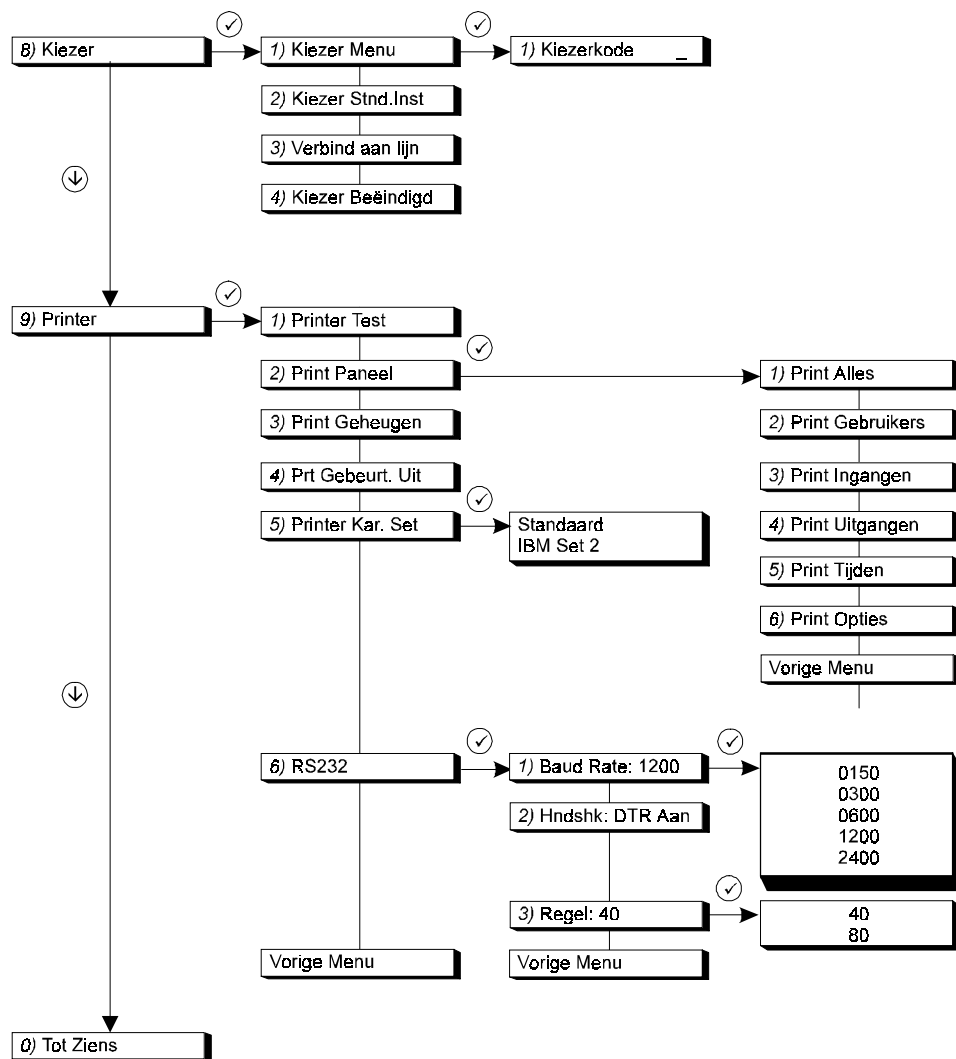 8) Kiezer
1) Kiezer Menu
1) Kiezerkode _
2) Kiezer Stnd.Inst
3) Verbind aan lijn
4) Kiezer Beëindigd
9) Printer
1) Printer Test
2) Print Paneel
1) Print Alles
3) Print Geheugen
2) Print Gebruikers
4) Prt Gebeurt. Uit
3) Print Ingangen
5) Printer Kar. Set
Standaard
IBM Set 2
4) Print Uitgangen
5) Print Tijden
6) Print Opties
Vorige Menu
6) RS232
1) Baud Rate: 1200
0150
0300
0600
1200
2400
2) Hndshk: DTR Aan
3) Regel: 40
40
80
Vorige Menu
Vorige Menu
0) Tot Ziens